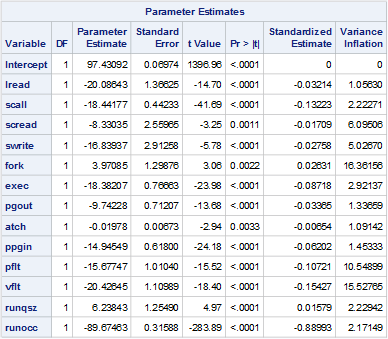 Parameter Estimates
Variable DF Parameter Estimate Standard Error t Value Pr > |t| Standardized Estimate Variance Inflation
Intercept 1 97.43092 0.06974 1396.96 <.0001 0 0
lread 1 -20.08643 1.36625 -14.70 <.0001 -0.03214 1.05630
scall 1 -18.44177 0.44233 -41.69 <.0001 -0.13223 2.22271
scread 1 -8.33035 2.55965 -3.25 0.0011 -0.01709 6.09506
swrite 1 -16.83937 2.91258 -5.78 <.0001 -0.02758 5.02670
fork 1 3.97085 1.29876 3.06 0.0022 0.02631 16.36156
exec 1 -18.38207 0.76663 -23.98 <.0001 -0.08718 2.92137
pgout 1 -9.74228 0.71207 -13.68 <.0001 -0.03365 1.33659
atch 1 -0.01978 0.00673 -2.94 0.0033 -0.00654 1.09142
ppgin 1 -14.94549 0.61800 -24.18 <.0001 -0.06202 1.45333
pflt 1 -15.67747 1.01040 -15.52 <.0001 -0.10721 10.54899
vflt 1 -20.42645 1.10989 -18.40 <.0001 -0.15427 15.52765
runqsz 1 6.23843 1.25490 4.97 <.0001 0.01579 2.22942
runocc 1 -89.67463 0.31588 -283.89 <.0001 -0.88993 2.17149